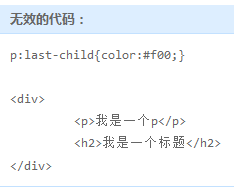 无效的代码：
p:last-child{color:#f00;}
<div>
<p>我是一个p</p>
<h2>我是一个标题</h2>
</div>